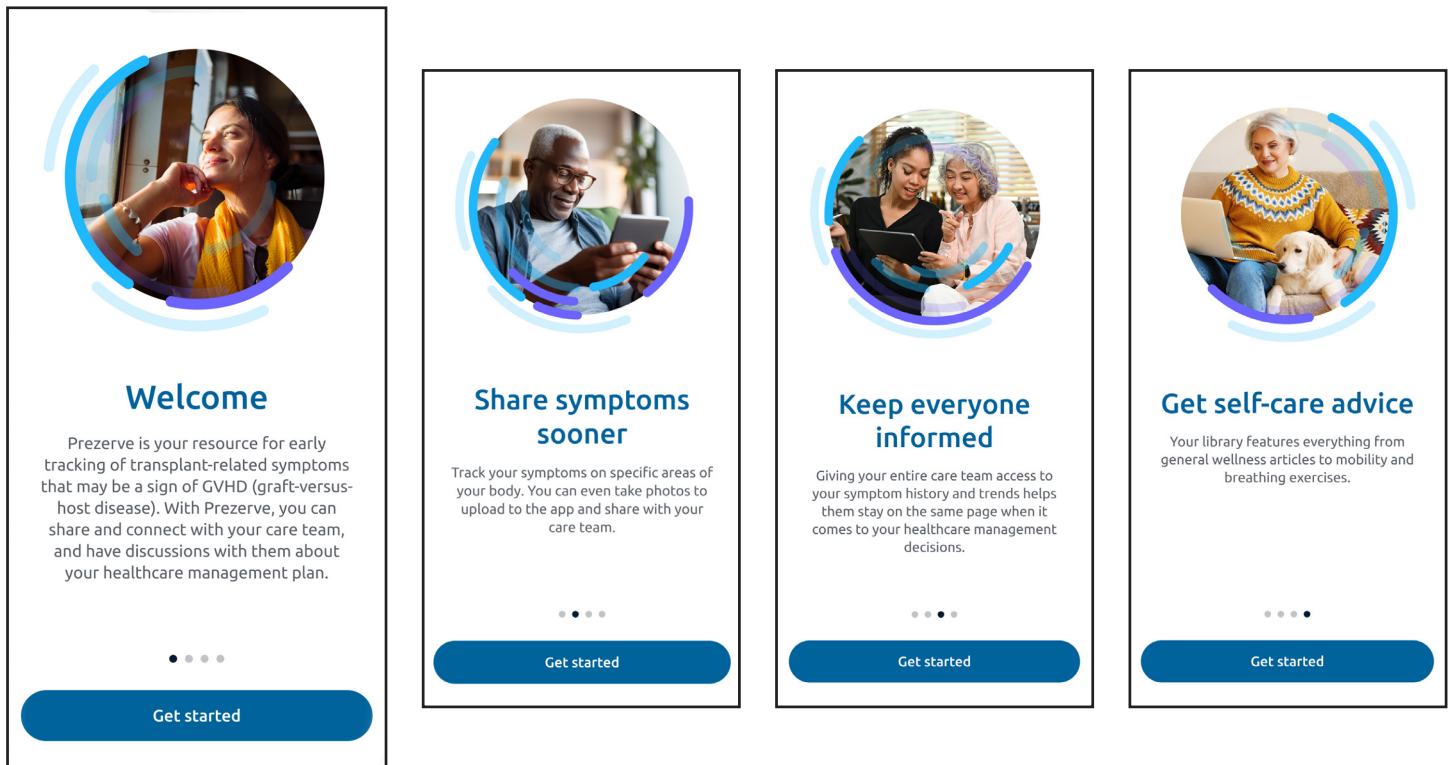 Welcome
Prezerve is your resource for early
tracking of transplant-related symptoms
that may be a sign of GVHD (graft-versus-
host disease). With Prezerve, you can
share and connect with your care team,
and have discussions with them about
your healthcare management plan.
Get started
Share symptoms
sooner
Track your symptoms on specific areas of
your body. You can even take photos to
upload to the app and share with your
care team.
Get started
Keep everyone
informed
Giving your entire care team access to
your symptom history and trends helps
them stay on the same page when it
comes to your healthcare management
decisions.
Get started
Get self-care advice
Your library features everything from
general wellness articles to mobility and
breathing exercises.
Get started